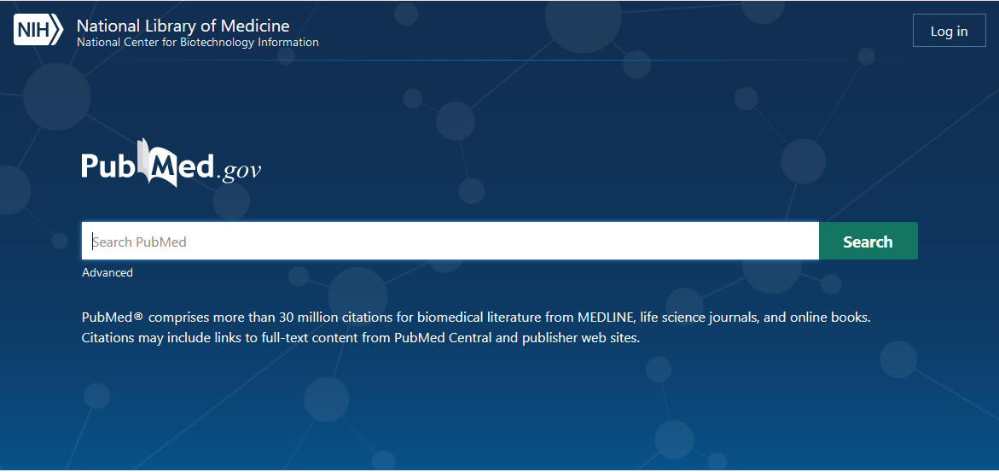 NIH
National Library of Medicine
National Center for Biotechnology Information
Log in
PubMed.gov
Search PubMed
Search
Advanced
PubMed® comprises more than 30 million citations for biomedical literature from MEDLINE, life science journals, and online books.
Citations may include links to full-text content from PubMed Central and publisher web sites.